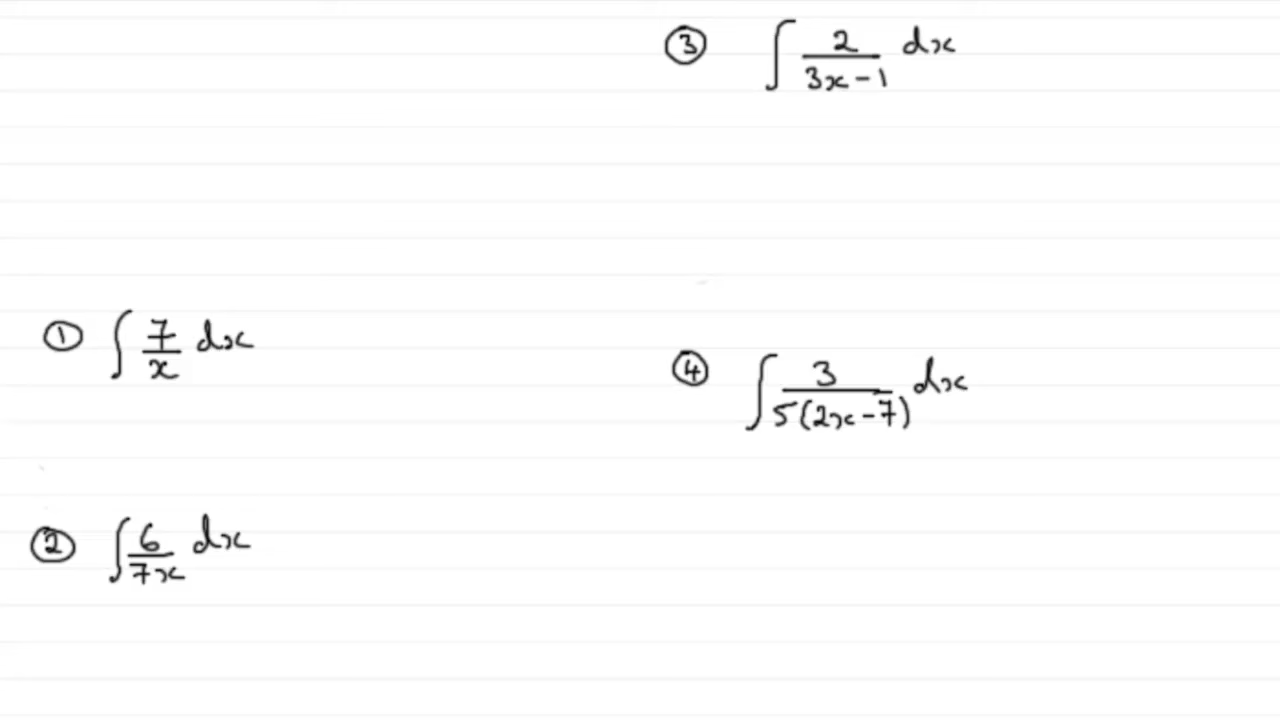 ① ∫ 7/x dx
② ∫ 6/7x dx
③ ∫ 2/(3x-1) dx
④ ∫ 3/5(2x-7) dx